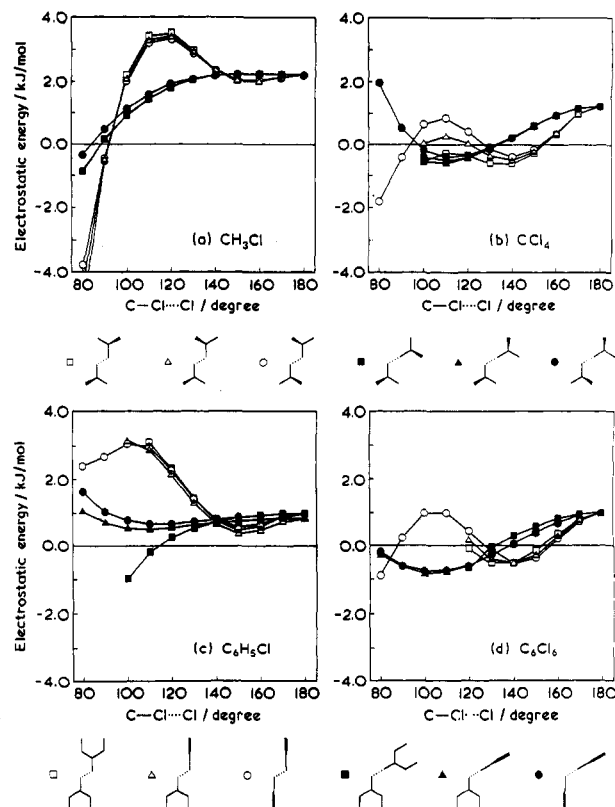 Electrostatic energy / kJ/mol
4.0
2.0
0.0
-2.0
4.0
(a) CH₃Cl
80 100 120 140 160 180
C—Cl····Cl / degree
4.0
2.0
0.0
-2.0
4.0
(b) CCl₄
80 100 120 140 160 180
C—Cl····Cl / degree
Electrostatic energy / kJ/mol
4.0
2.0
0.0
-2.0
-4.0
(c) C₆H₅Cl
80 100 120 140 160 180
C—Cl····Cl / degree
4.0
2.0
0.0
-2.0
-4.0
(d) C₆Cl₆
80 100 120 140 160 180
C—Cl···Cl / degree